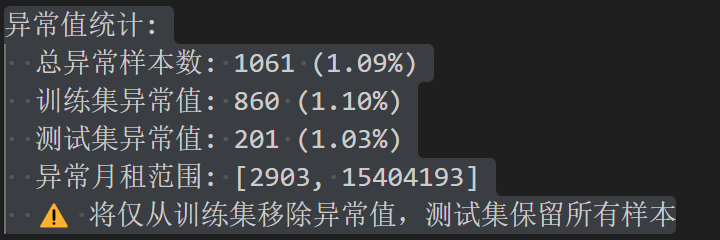 异常值统计:
总异常样本数: 1061 (1.09%)
训练集异常值: 860 (1.10%)
测试集异常值: 201 (1.03%)
异常月租范围: [2903, 15404193]
⚠️ 将仅从训练集移除异常值，测试集保留所有样本